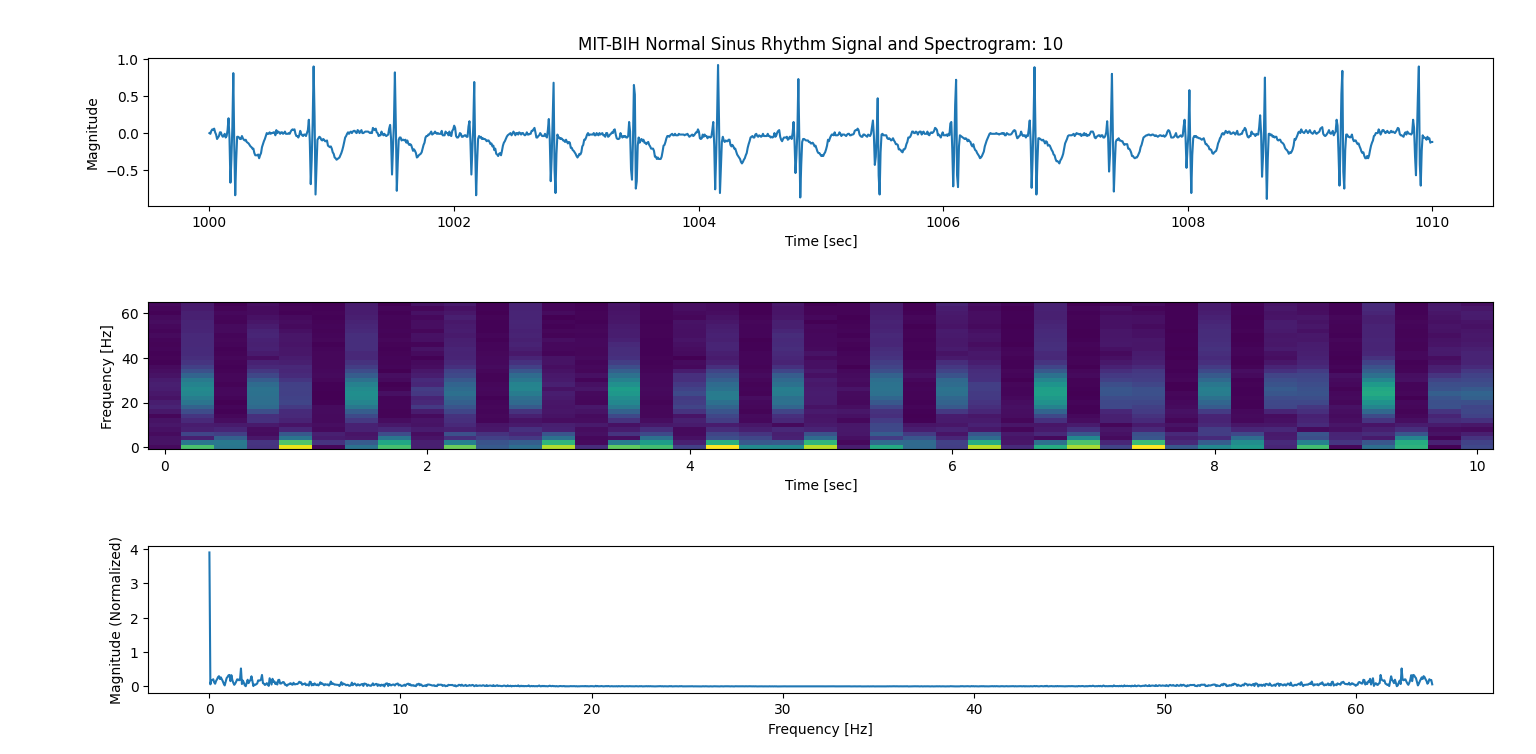 MIT-BIH Normal Sinus Rhythm Signal and Spectrogram: 10
Magnitude
1.0
0.5
0.0
−0.5
1000 1002 1004 1006 1008 1010
Time [sec]
Frequency [Hz]
60
40
20
0
0 2 4 6 8 10
Time [sec]
Magnitude (Normalized)
4
3
2
1
0
0 10 20 30 40 50 60
Frequency [Hz]